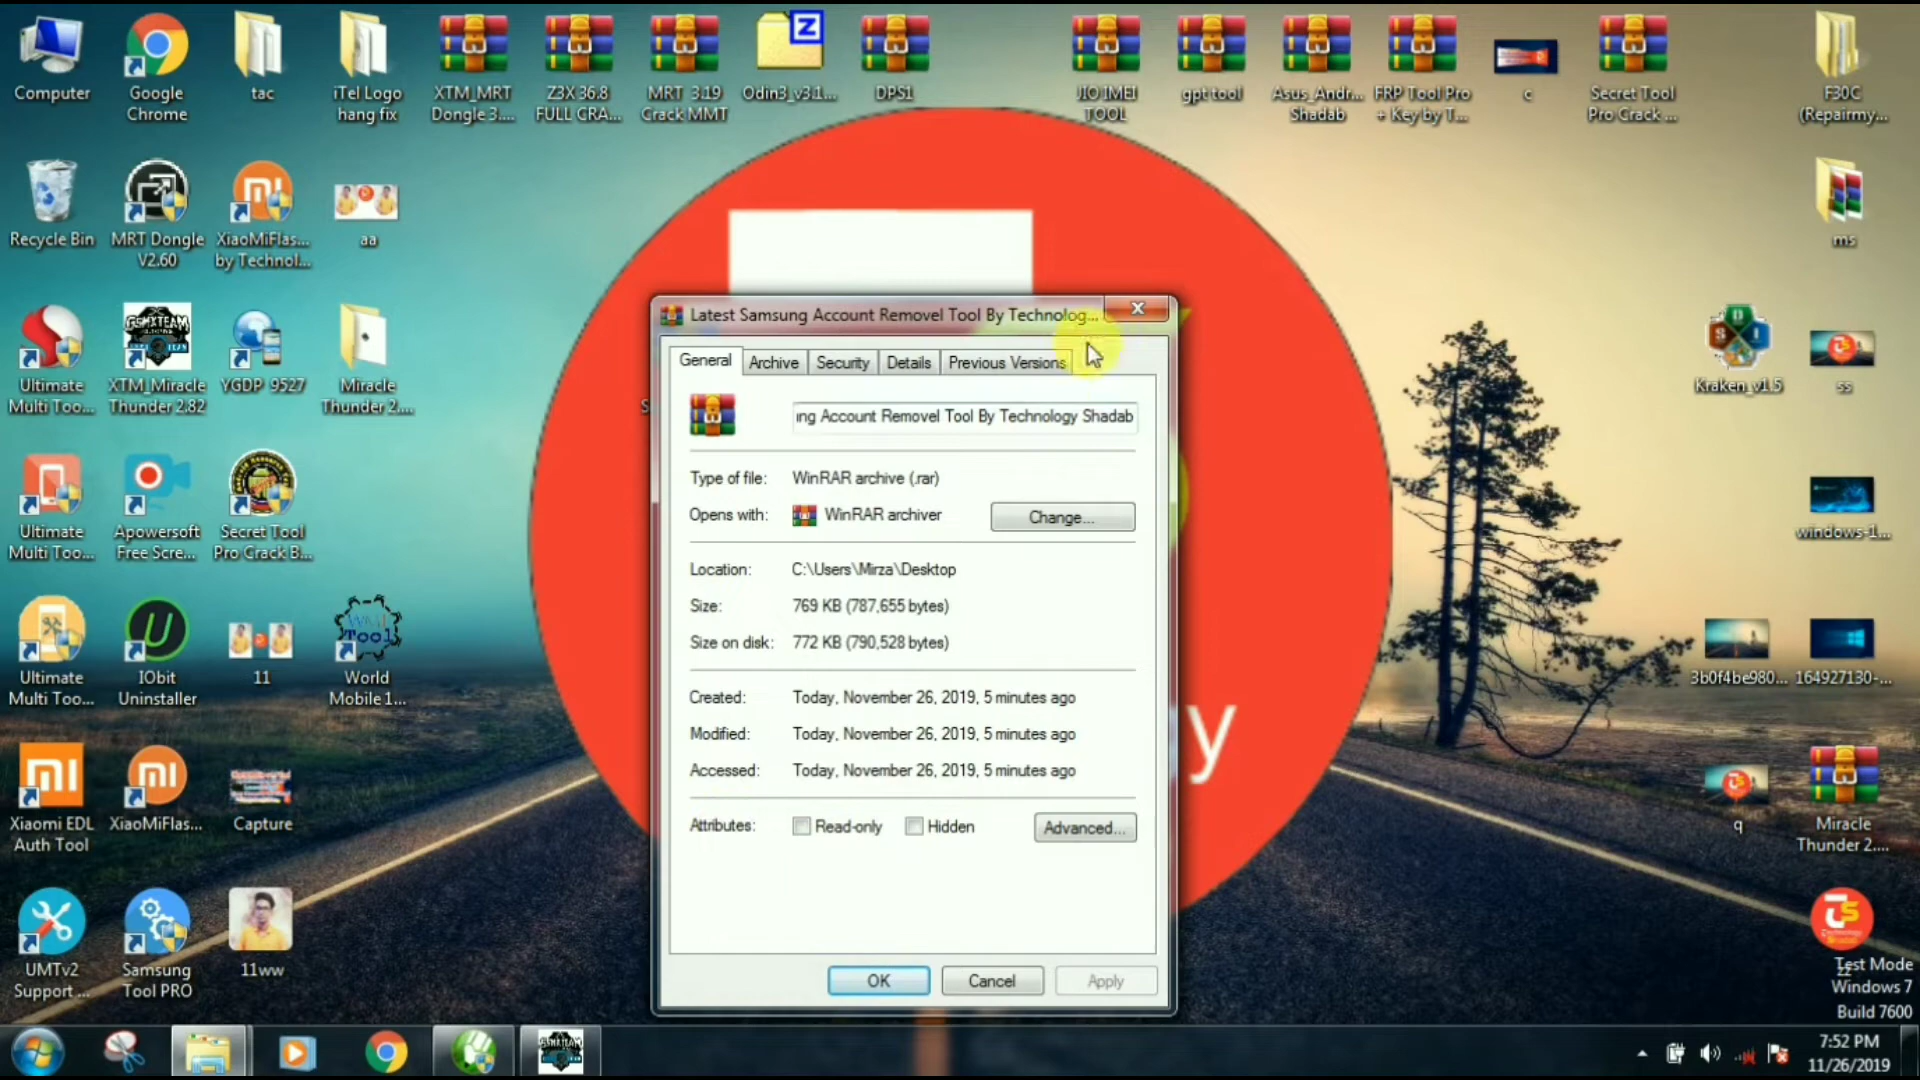 Computer
Google
Chrome
tac
iTel Logo
hang fix
XTM_MRT
Dongle 3....
Z3X 36.8
FULL CRA...
MRT 3.19
Crack MMT
Odin3_v3.1...
DPS1
JIO IMEI
TOOL
gpt tool
Asus_Andr...
Shadab
FRP Tool Pro
+ Key by T...
c
Secret Tool
Pro Crack ...
F30C
(Repairmy...
Recycle Bin
MRT Dongle
V2.60
XiaoMiFlas...
by Technol...
aa
ms
Ultimate
Multi Too...
XTM_Miracle
Thunder 2.82
YGDP 9527
Miracle
Thunder 2....
Kraken_v1.5
ss
Ultimate
Multi Too...
Apowersoft
Free Scre...
Secret Tool
Pro Crack B...
windows-1...
Ultimate
Multi Too...
IObit
Uninstaller
11
World
Mobile 1...
3b0f4be980...
164927130-...
Xiaomi EDL
Auth Tool
XiaoMiFlas...
Capture
q
Miracle
Thunder 2....
UMTv2
Support ...
Samsung
Tool PRO
11ww
Latest Samsung Account Removel Tool By Technolog...
General
Archive
Security
Details
Previous Versions
ing Account Removel Tool By Technology Shadab
Type of file: WinRAR archive (.rar)
Opens with: WinRAR archiver
Change...
Location: C:\Users\Mirza\Desktop
Size: 769 KB (787,655 bytes)
Size on disk: 772 KB (790,528 bytes)
Created: Today, November 26, 2019, 5 minutes ago
Modified: Today, November 26, 2019, 5 minutes ago
Accessed: Today, November 26, 2019, 5 minutes ago
Attributes: Read-only Hidden
Advanced...
OK
Cancel
Apply
y
Test Mode
Windows 7
Build 7600
7:52 PM
11/26/2019